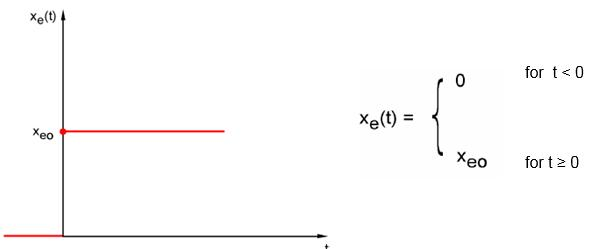 xe(t)
xeo
t
xe(t) =
0 for t < 0
xeo for t ≥ 0